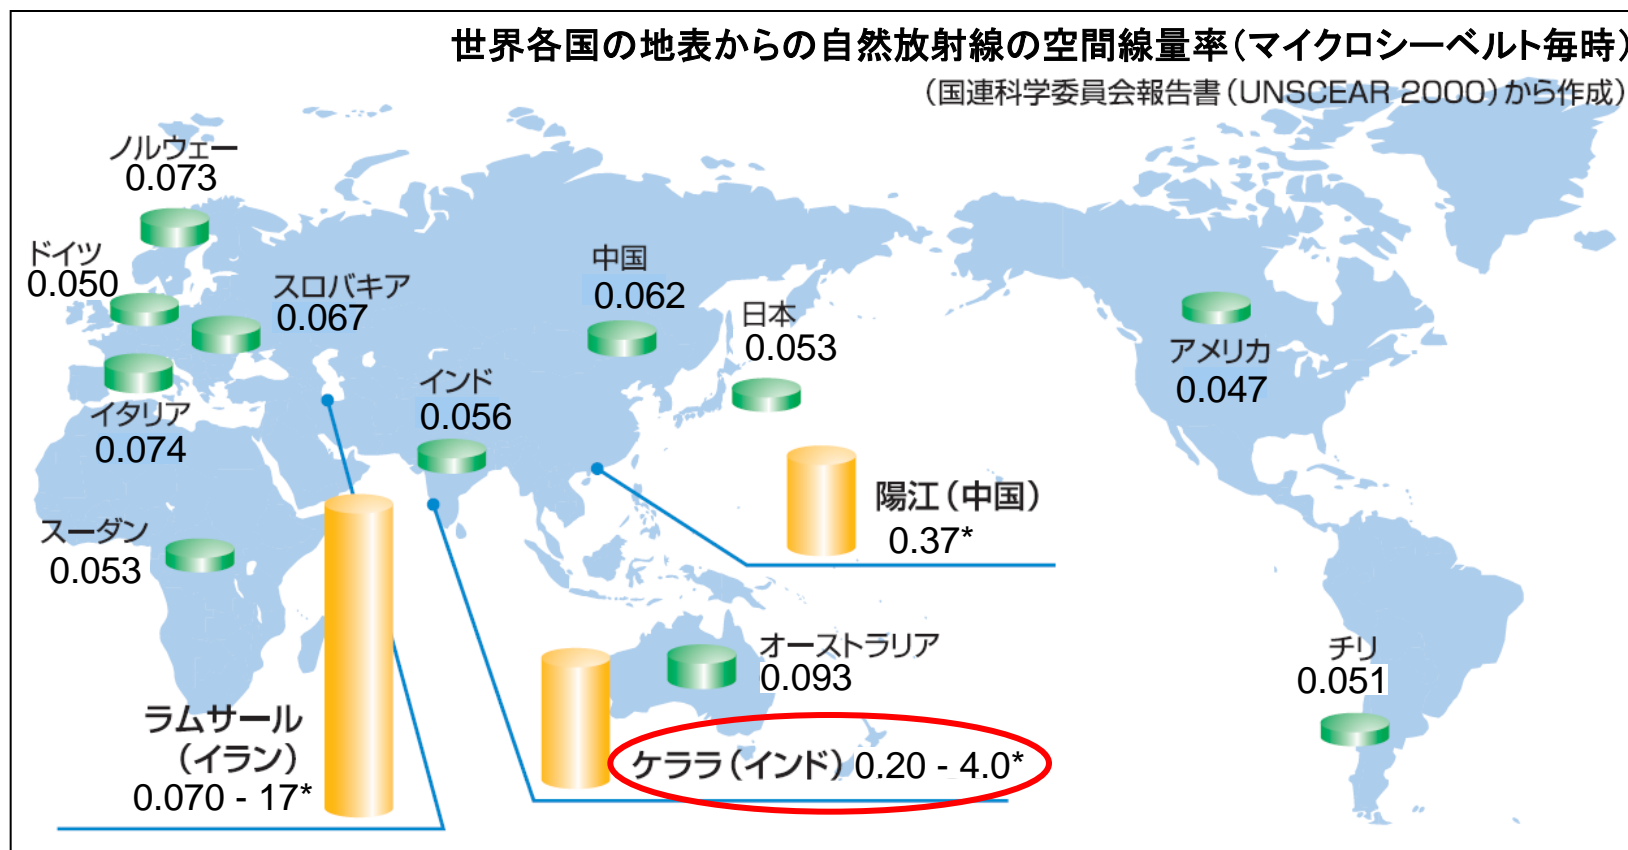 世界各国の地表からの自然放射線の空間線量率（マイクロシーベルト毎時）
（国連科学委員会報告書（UNSCEAR 2000）から作成）
ノルウェー
0.073
ドイツ
0.050
スロバキア
0.067
中国
0.062
日本
0.053
アメリカ
0.047
イタリア
0.074
インド
0.056
陽江（中国）
0.37*
スーダン
0.053
オーストラリア
0.093
チリ
0.051
ラムサール
（イラン）
0.070 - 17*
ケララ（インド） 0.20 - 4.0*